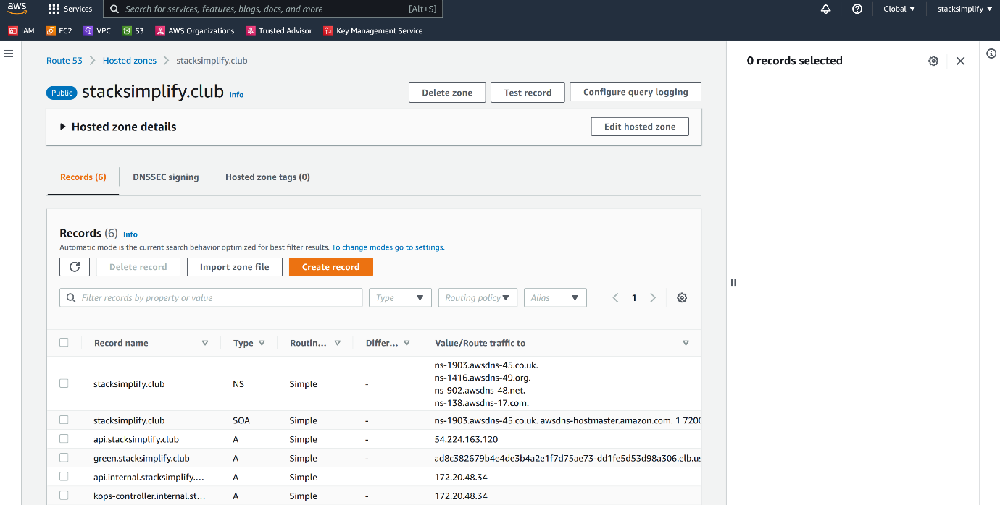 aws
Services
Search for services, features, blogs, docs, and more
[Alt+S]
Global
stacksimplify
IAM
EC2
VPC
S3
AWS Organizations
Trusted Advisor
Key Management Service
Route 53
Hosted zones
stacksimplify.club
Public
stacksimplify.club
Info
Delete zone
Test record
Configure query logging
Hosted zone details
Edit hosted zone
Records (6)
DNSSEC signing
Hosted zone tags (0)
Records (6) Info
Automatic mode is the current search behavior optimized for best filter results. To change modes go to settings.
Delete record
Import zone file
Create record
Filter records by property or value
Type
Routing policy
Alias
1
Record name
Type
Routin...
Differ...
Value/Route traffic to
stacksimplify.club NS Simple -
ns-1903.awsdns-45.co.uk.
ns-1416.awsdns-49.org.
ns-902.awsdns-48.net.
ns-138.awsdns-17.com.
stacksimplify.club SOA Simple - ns-1903.awsdns-45.co.uk. awsdns-hostmaster.amazon.com. 1 7200
api.stacksimplify.club A Simple - 54.224.163.120
green.stacksimplify.club A Simple - ad8c382679b4e4de3b4a2e1f7d75ae73-dd1fe5d53d98a306.elb.us
api.internal.stacksimplify.... A Simple - 172.20.48.34
kops-controller.internal.st... A Simple - 172.20.48.34
0 records selected